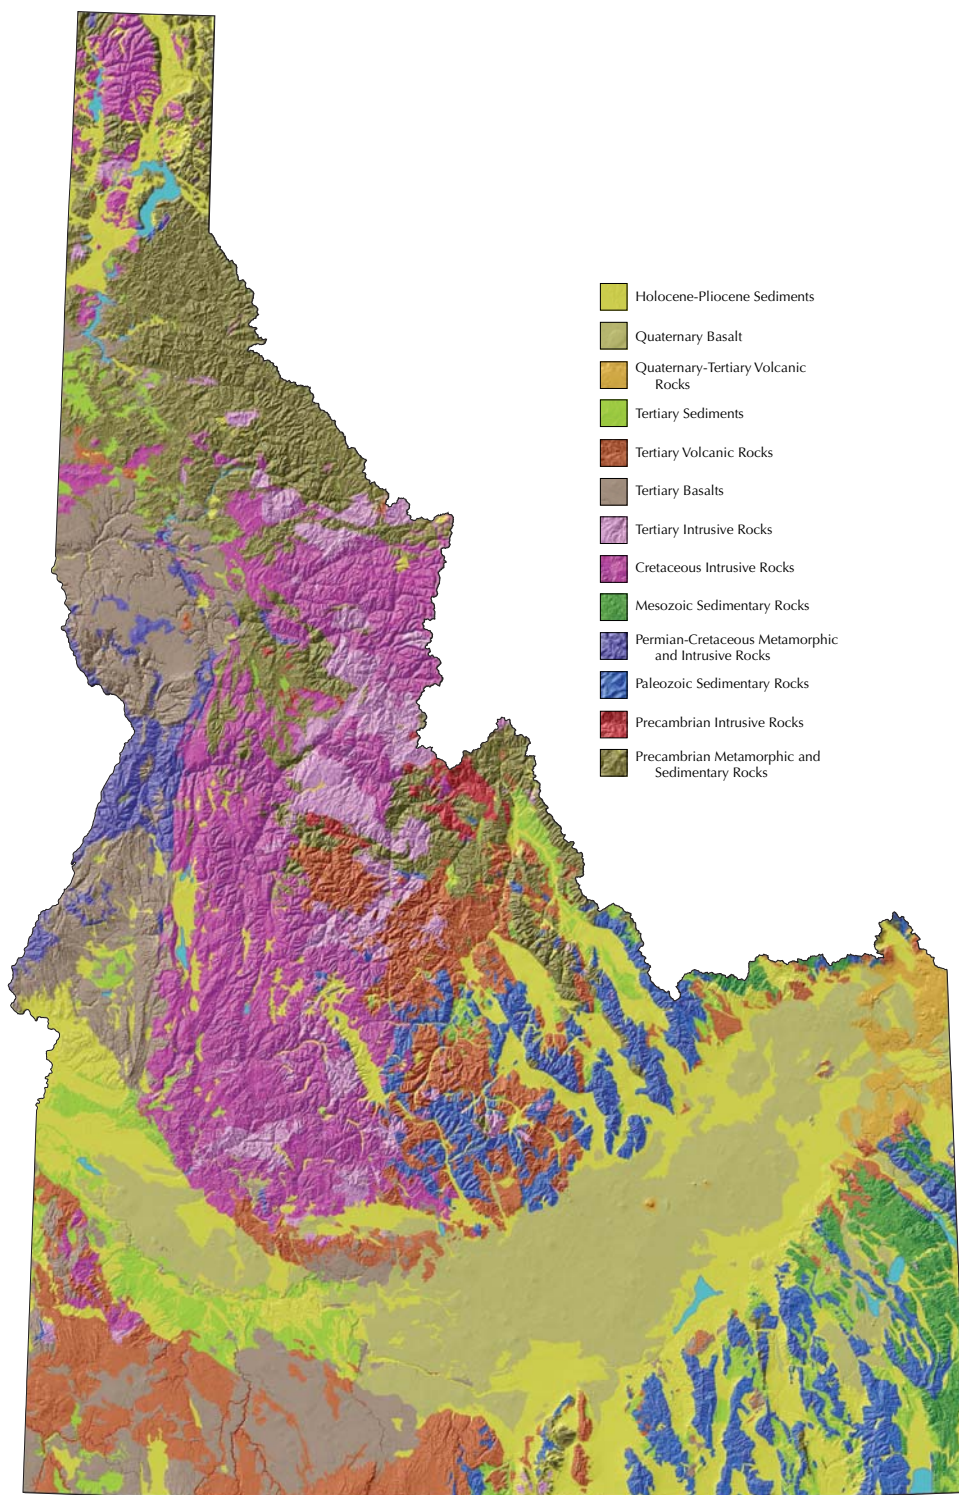 Holocene-Pliocene Sediments
Quaternary Basalt
Quaternary-Tertiary Volcanic
Rocks
Tertiary Sediments
Tertiary Volcanic Rocks
Tertiary Basalts
Tertiary Intrusive Rocks
Cretaceous Intrusive Rocks
Mesozoic Sedimentary Rocks
Permian-Cretaceous Metamorphic
and Intrusive Rocks
Paleozoic Sedimentary Rocks
Precambrian Intrusive Rocks
Precambrian Metamorphic and
Sedimentary Rocks